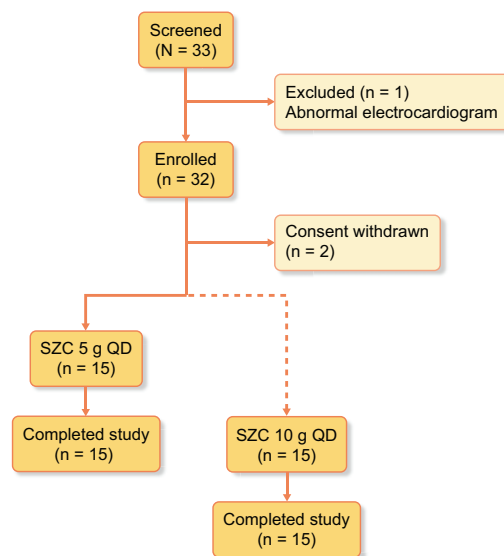 Screened
(N = 33)
Excluded (n = 1)
Abnormal electrocardiogram
Enrolled
(n = 32)
Consent withdrawn
(n = 2)
SZC 5 g QD
(n = 15)
Completed study
(n = 15)
SZC 10 g QD
(n = 15)
Completed study
(n = 15)